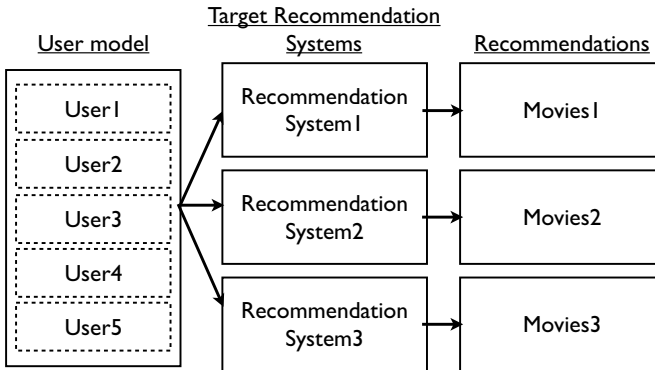 Target Recommendation
Systems
User model
Recommendations
User1
User2
User3
User4
User5
Recommendation
System1
Movies1
Recommendation
System2
Movies2
Recommendation
System3
Movies3